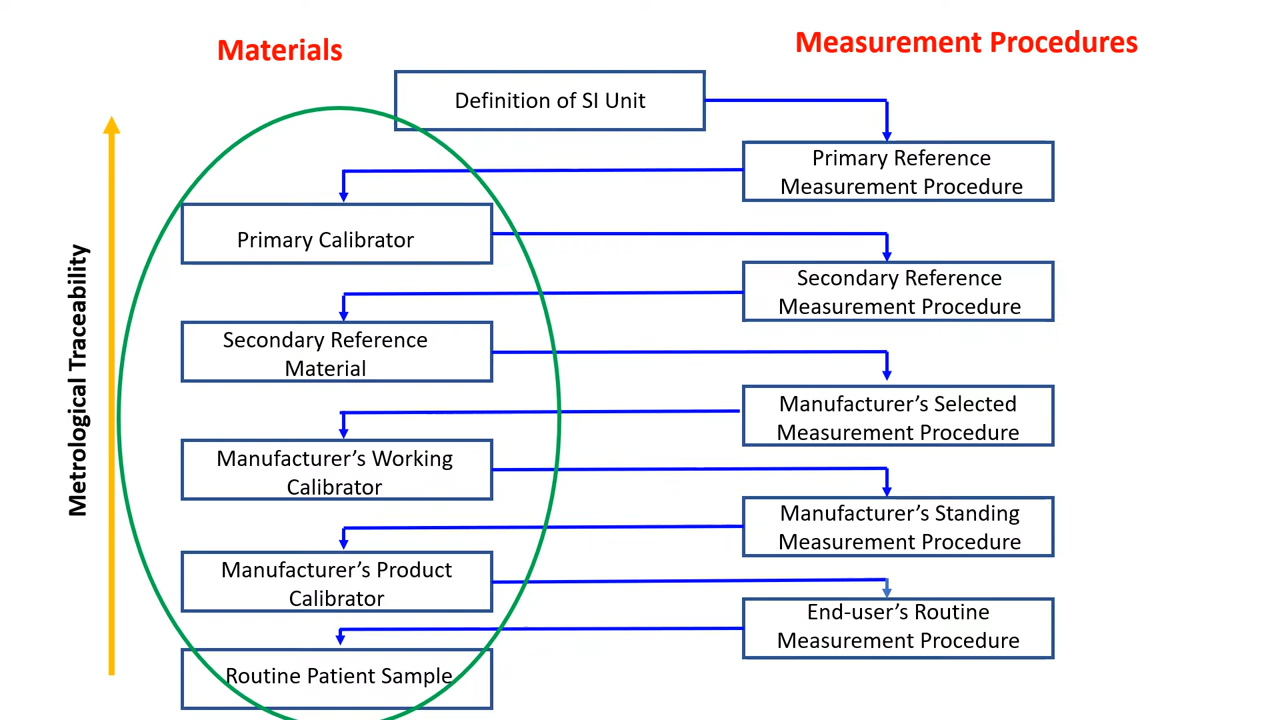 Materials
Measurement Procedures
Definition of SI Unit
Primary Reference
Measurement Procedure
Primary Calibrator
Secondary Reference
Measurement Procedure
Secondary Reference
Material
Manufacturer’s Selected
Measurement Procedure
Manufacturer’s Working
Calibrator
Manufacturer’s Standing
Measurement Procedure
Manufacturer’s Product
Calibrator
End-user’s Routine
Measurement Procedure
Routine Patient Sample
Metrological Traceability